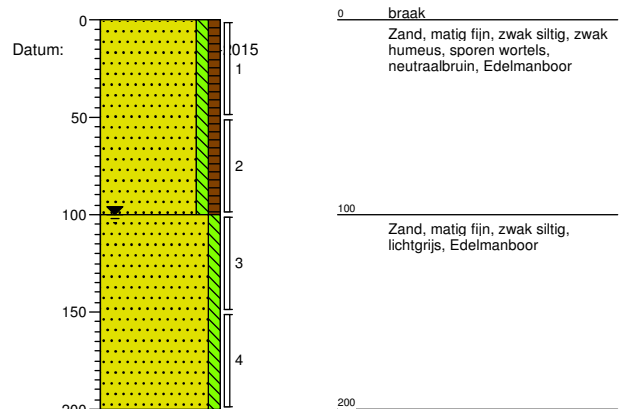 0
Datum:
015
1
50
2
100
3
150
4
200
0 braak
Zand, matig fijn, zwak siltig, zwak
humeus, sporen wortels,
neutraalbruin, Edelmanboor
100
Zand, matig fijn, zwak siltig,
lichtgrijs, Edelmanboor
200